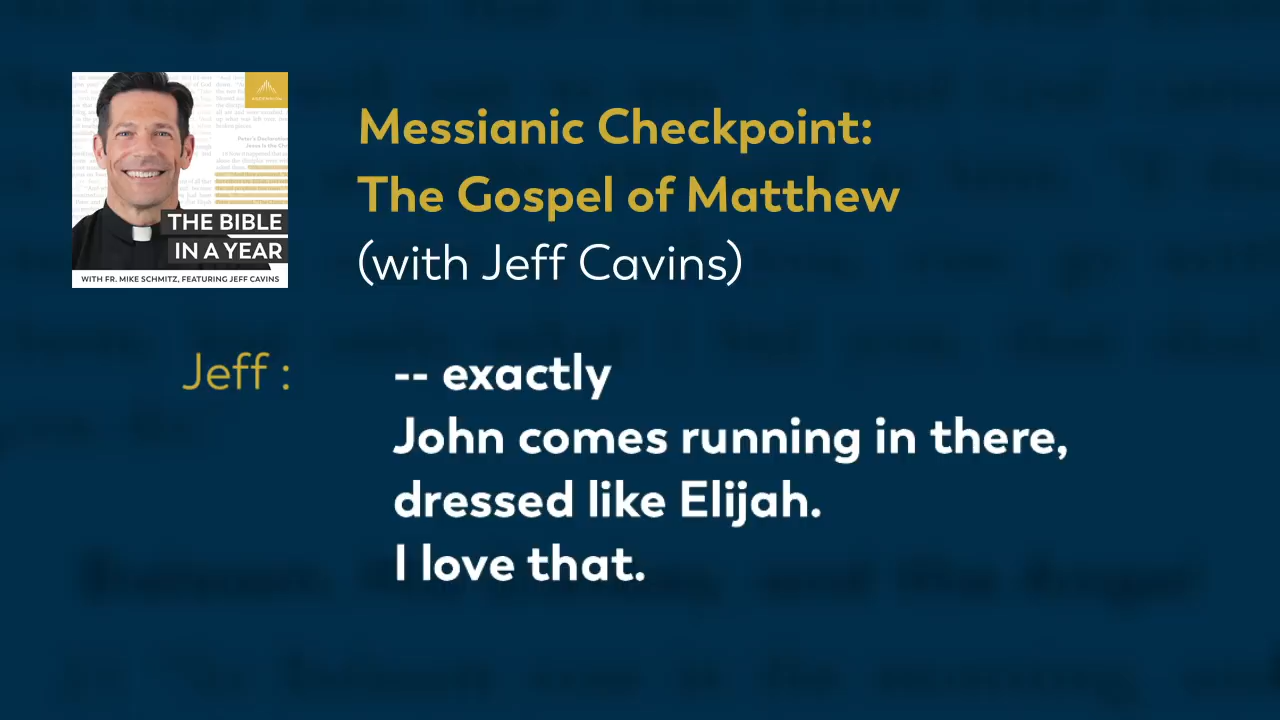 THE BIBLE
IN A YEAR
WITH FR. MIKE SCHMITZ, FEATURING JEFF CAVINS
Messianic Checkpoint:
The Gospel of Matthew
(with Jeff Cavins)
Jeff :
-- exactly
John comes running in there,
dressed like Elijah.
I love that.